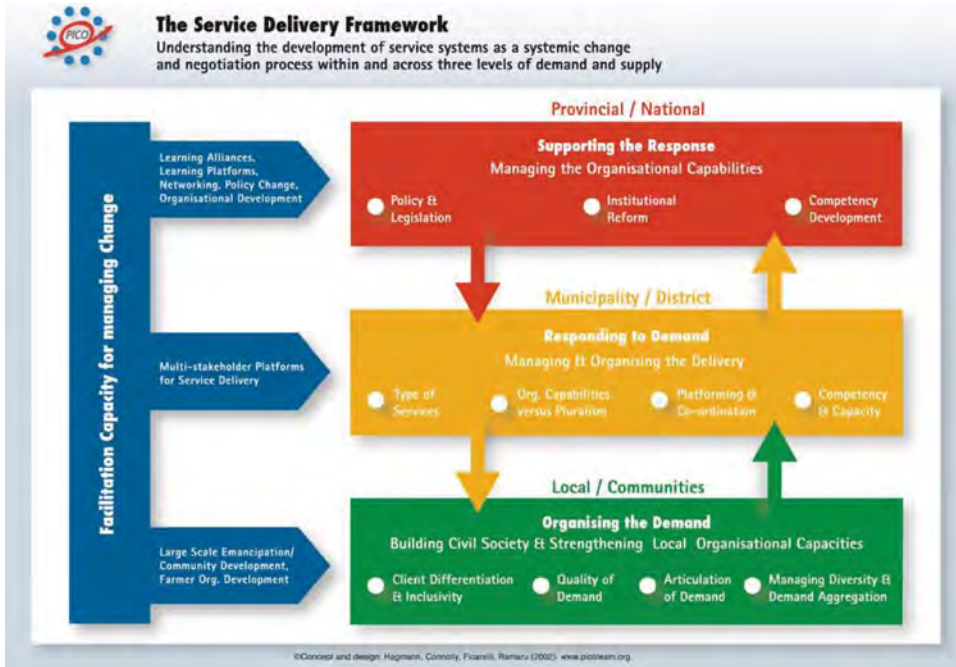 PICO
The Service Delivery Framework
Understanding the development of service systems as a systemic change
and negotiation process within and across three levels of demand and supply
Facilitation Capacity for managing Change
Learning Alliances,
Learning Platforms,
Networking, Policy Change,
Organisational Development
Provincial / National
Supporting the Response
Managing the Organisational Capabilities
Policy &
Legislation
Institutional
Reform
Competency
Development
Multi-stakeholder Platforms
for Service Delivery
Municipality / District
Responding to Demand
Managing & Organising the Delivery
Type of
Services
Org. Capabilities
versus Pluralism
Platforming &
Co-ordination
Competency
& Capacity
Large Scale Emancipation/
Community Development,
Farmer Org. Development
Local / Communities
Organising the Demand
Building Civil Society & Strengthening Local Organisational Capacities
Client Differentiation
& Inclusivity
Quality of
Demand
Articulation
of Demand
Managing Diversity &
Demand Aggregation
©Concept and design: Hagmann, Connolly, Ficarelli, Ramaru (2002). www.picoteam.org